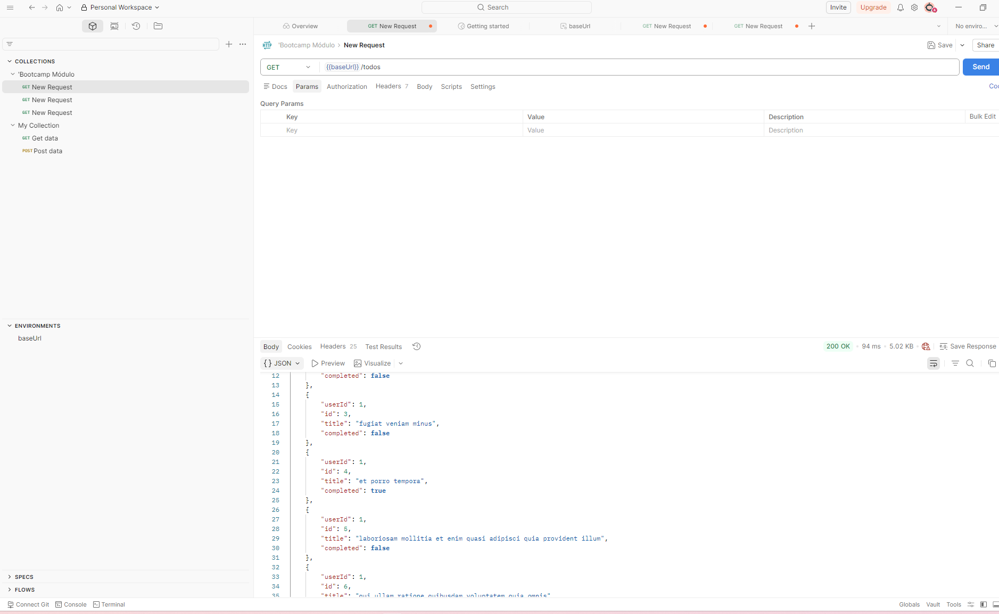 Personal Workspace
Search
Invite
Upgrade
Overview
GET New Request
Getting started
baseUrl
GET New Request
GET New Request
No enviro...
'Bootcamp Módulo > New Request
Save
Share
COLLECTIONS
'Bootcamp Módulo
GET New Request
GET New Request
GET New Request
My Collection
GET Get data
POST Post data
HTTP
GET
{{baseUrl}} /todos
Send
Docs
Params
Authorization
Headers 7
Body
Scripts
Settings
Query Params
Key Value Description Bulk Edit
Key Value Description
ENVIRONMENTS
baseUrl
Body
Cookies
Headers 25
Test Results
200 OK • 94 ms • 5.02 KB
e.g. Save Response
{} JSON
Preview
Visualize
12 "completed": false
13 },
14 {
15 "userId": 1,
16 "id": 3,
17 "title": "fugiat veniam minus",
18 "completed": false
19 },
20 {
21 "userId": 1,
22 "id": 4,
23 "title": "et porro tempora",
24 "completed": true
25 },
26 {
27 "userId": 1,
28 "id": 5,
29 "title": "laboriosam mollitia et enim quasi adipisci quia provident illum",
30 "completed": false
31 },
32 {
33 "userId": 1,
34 "id": 6,
35 "title": "qui ullam ratione quibusdam voluptatem quia omnis"
SPECS
FLOWS
Connect Git
Console
Terminal
Globals
Vault
Tools